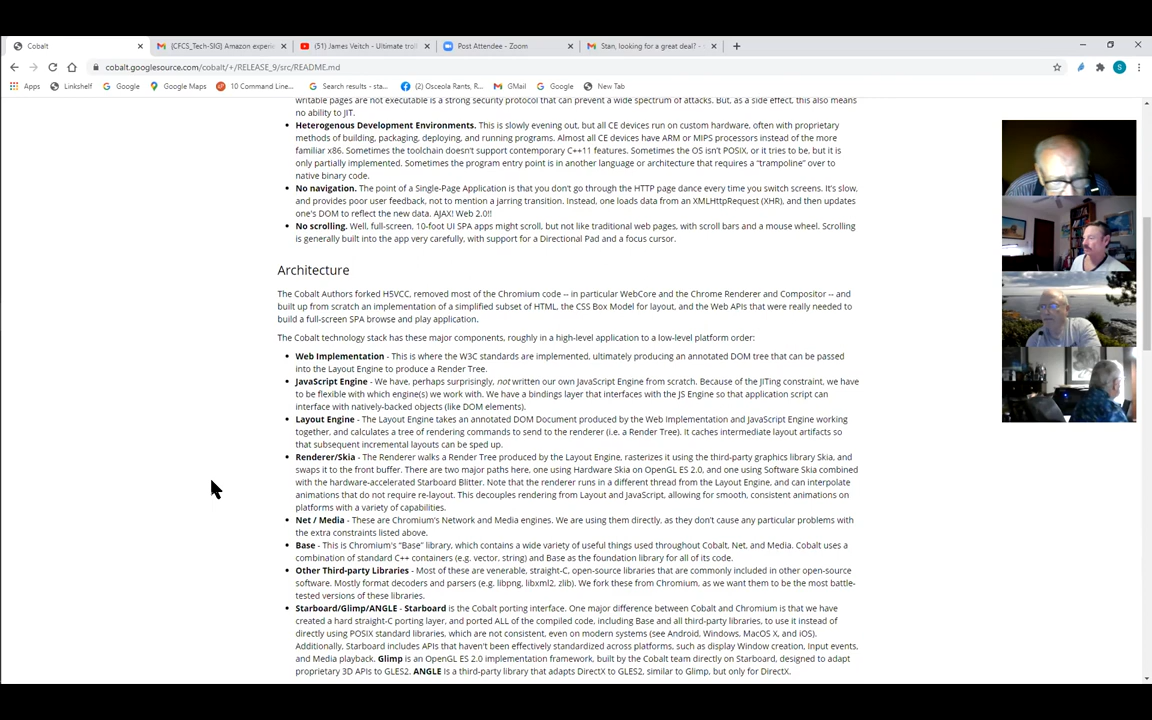 Cobalt
[CFCS_Tech-SIG] Amazon experie
(51) James Veitch - Ultimate trol
Post Attendee - Zoom
Stan, looking for a great deal? -
cobalt.googlesource.com/cobalt/+/RELEASE_9/src/README.md
Apps
Linkshelf
Google
Google Maps
10 Command Line...
Search results - sta...
(2) Osceola Rants, R...
GMail
Google
New Tab
writable pages are not executable is a strong security protocol that can prevent a wide spectrum of attacks. But, as a side effect, this also means
no ability to JIT.
Heterogenous Development Environments. This is slowly evening out, but all CE devices run on custom hardware, often with proprietary
methods of building, packaging, deploying, and running programs. Almost all CE devices have ARM or MIPS processors instead of the more
familiar x86. Sometimes the toolchain doesn't support contemporary C++11 features. Sometimes the OS isn't POSIX, or it tries to be, but it is
only partially implemented. Sometimes the program entry point is in another language or architecture that requires a “trampoline” over to
native binary code.
No navigation. The point of a Single-Page Application is that you don't go through the HTTP page dance every time you switch screens. It's slow,
and provides poor user feedback, not to mention a jarring transition. Instead, one loads data from an XMLHttpRequest (XHR), and then updates
one's DOM to reflect the new data. AJAX! Web 2.0!!
No scrolling. Well, full-screen, 10-foot UI SPA apps might scroll, but not like traditional web pages, with scroll bars and a mouse wheel. Scrolling
is generally built into the app very carefully, with support for a Directional Pad and a focus cursor.
Architecture
The Cobalt Authors forked H5VCC, removed most of the Chromium code -- in particular WebCore and the Chrome Renderer and Compositor -- and
built up from scratch an implementation of a simplified subset of HTML, the CSS Box Model for layout, and the Web APIs that were really needed to
build a full-screen SPA browse and play application.
The Cobalt technology stack has these major components, roughly in a high-level application to a low-level platform order:
Web Implementation - This is where the W3C standards are implemented, ultimately producing an annotated DOM tree that can be passed
into the Layout Engine to produce a Render Tree.
JavaScript Engine - We have, perhaps surprisingly, not written our own JavaScript Engine from scratch. Because of the JITing constraint, we have
to be flexible with which engine(s) we work with. We have a bindings layer that interfaces with the JS Engine so that application script can
interface with natively-backed objects (like DOM elements).
Layout Engine - The Layout Engine takes an annotated DOM Document produced by the Web Implementation and JavaScript Engine working
together, and calculates a tree of rendering commands to send to the renderer (i.e. a Render Tree). It caches intermediate layout artifacts so
that subsequent incremental layouts can be sped up.
Renderer/Skia - The Renderer walks a Render Tree produced by the Layout Engine, rasterizes it using the third-party graphics library Skia, and
swaps it to the front buffer. There are two major paths here, one using Hardware Skia on OpenGL ES 2.0, and one using Software Skia combined
with the hardware-accelerated Starboard Blitter. Note that the renderer runs in a different thread from the Layout Engine, and can interpolate
animations that do not require re-layout. This decouples rendering from Layout and JavaScript, allowing for smooth, consistent animations on
platforms with a variety of capabilities.
Net / Media - These are Chromium's Network and Media engines. We are using them directly, as they don't cause any particular problems with
the extra constraints listed above.
Base - This is Chromium's “Base” library, which contains a wide variety of useful things used throughout Cobalt, Net, and Media. Cobalt uses a
combination of standard C++ containers (e.g. vector, string) and Base as the foundation library for all of its code.
Other Third-party Libraries - Most of these are venerable, straight-C, open-source libraries that are commonly included in other open-source
software. Mostly format decoders and parsers (e.g. libpng, libxml2, zlib). We fork these from Chromium, as we want them to be the most battle-
tested versions of these libraries.
Starboard/Glimp/ANGLE - Starboard is the Cobalt porting interface. One major difference between Cobalt and Chromium is that we have
created a hard straight-C porting layer, and ported ALL of the compiled code, including Base and all third-party libraries, to use it instead of
directly using POSIX standard libraries, which are not consistent, even on modern systems (see Android, Windows, MacOS X, and iOS).
Additionally, Starboard includes APIs that haven't been effectively standardized across platforms, such as display Window creation, Input events,
and Media playback. Glimp is an OpenGL ES 2.0 implementation framework, built by the Cobalt team directly on Starboard, designed to adapt
proprietary 3D APIs to GLES2. ANGLE Is a third-party library that adapts DirectX to GLES2, similar to Glimp, but only for DirectX.